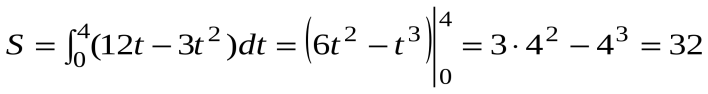 S = ∫₀⁴(12t − 3t²)dt = (6t² − t³)|₀⁴ = 3 · 4² − 4³ = 32